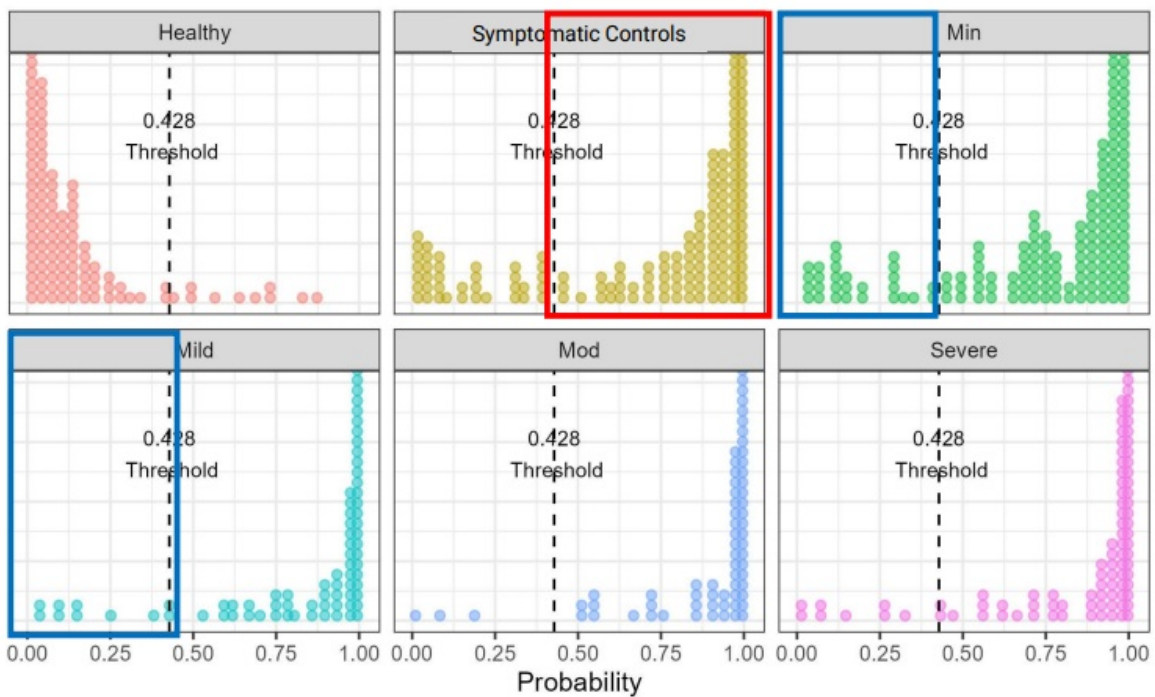 Healthy
Symptomatic Controls
Min
0.428
Threshold
0.428
Threshold
0.428
Threshold
Mild
Mod
Severe
0.428
Threshold
0.428
Threshold
0.428
Threshold
0.00 0.25 0.50 0.75 1.00
0.00 0.25 0.50 0.75 1.00
0.00 0.25 0.50 0.75 1.00
Probability